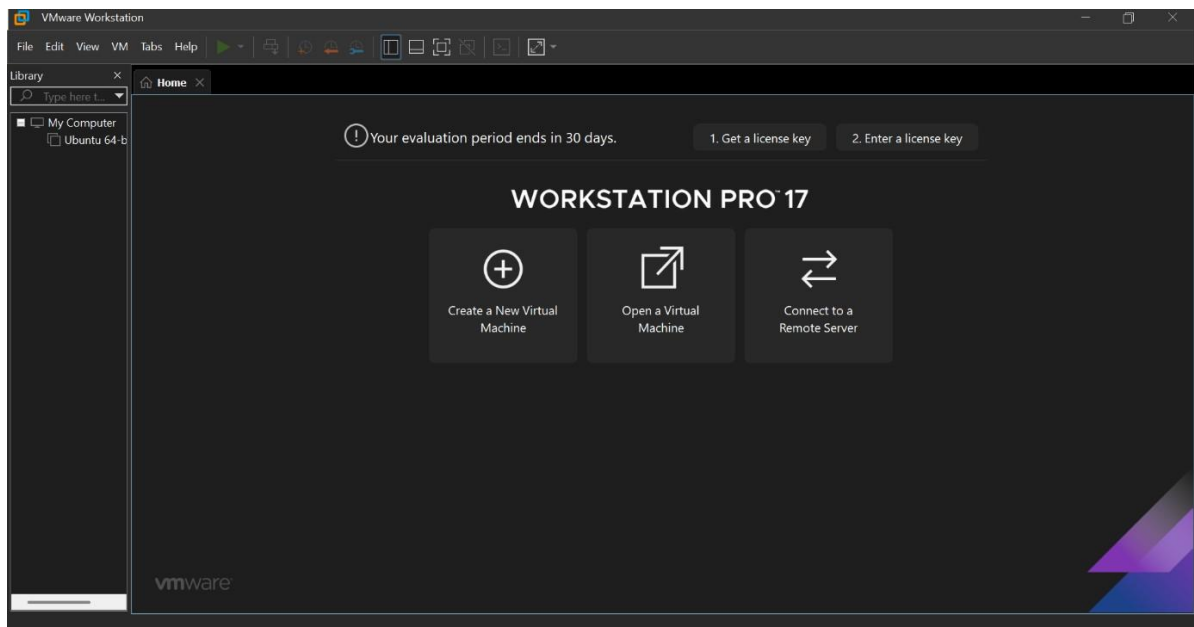 VMware Workstation
File Edit View VM Tabs Help
Library
Home
Type here t...
My Computer
Ubuntu 64-b
Your evaluation period ends in 30 days.
1. Get a license key
2. Enter a license key
WORKSTATION PRO™ 17
Create a New Virtual
Machine
Open a Virtual
Machine
Connect to a
Remote Server
vmware